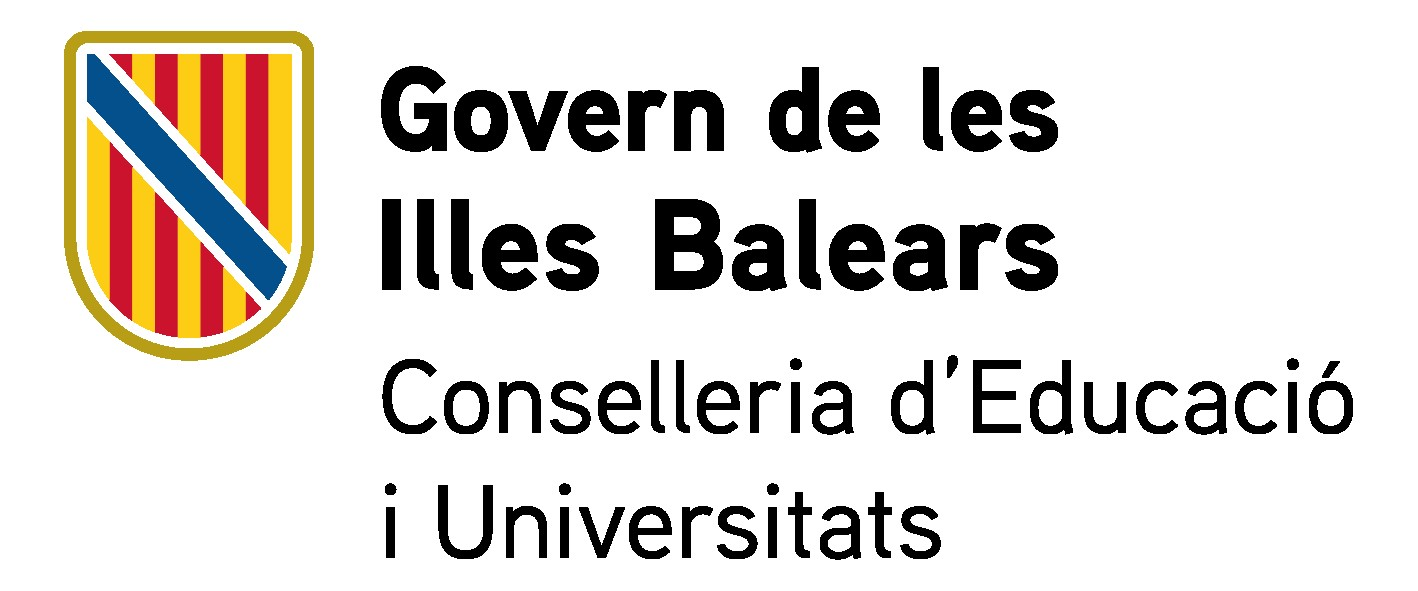 Govern de les
Illes Balears
Conselleria d’Educació
i Universitats